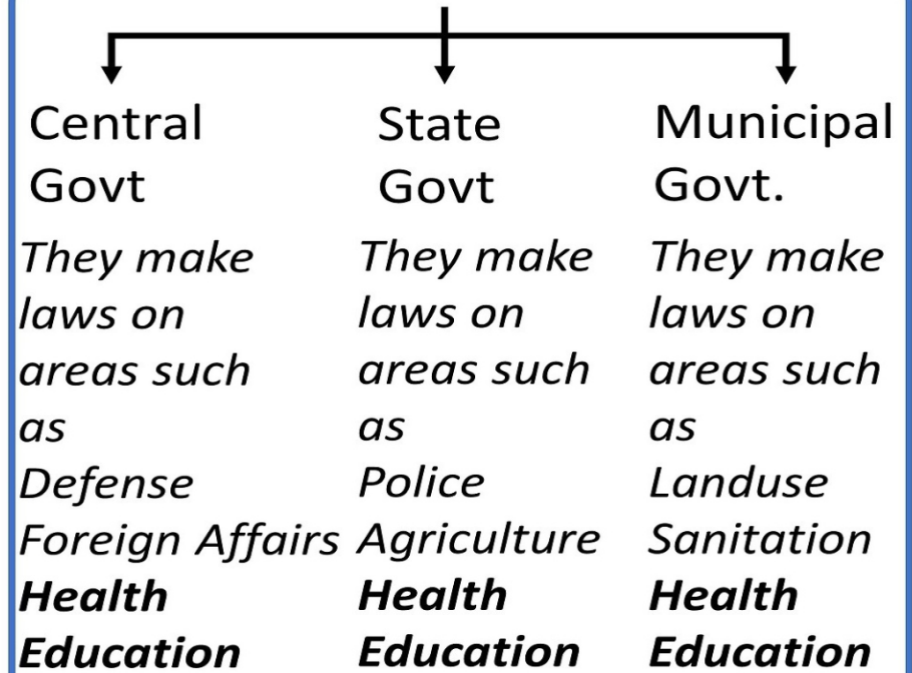 Central
Govt
They make
laws on
areas such
as
Defense
Foreign Affairs
Health
Education
State
Govt
They make
laws on
areas such
as
Police
Agriculture
Health
Education
Municipal
Govt.
They make
laws on
areas such
as
Landuse
Sanitation
Health
Education